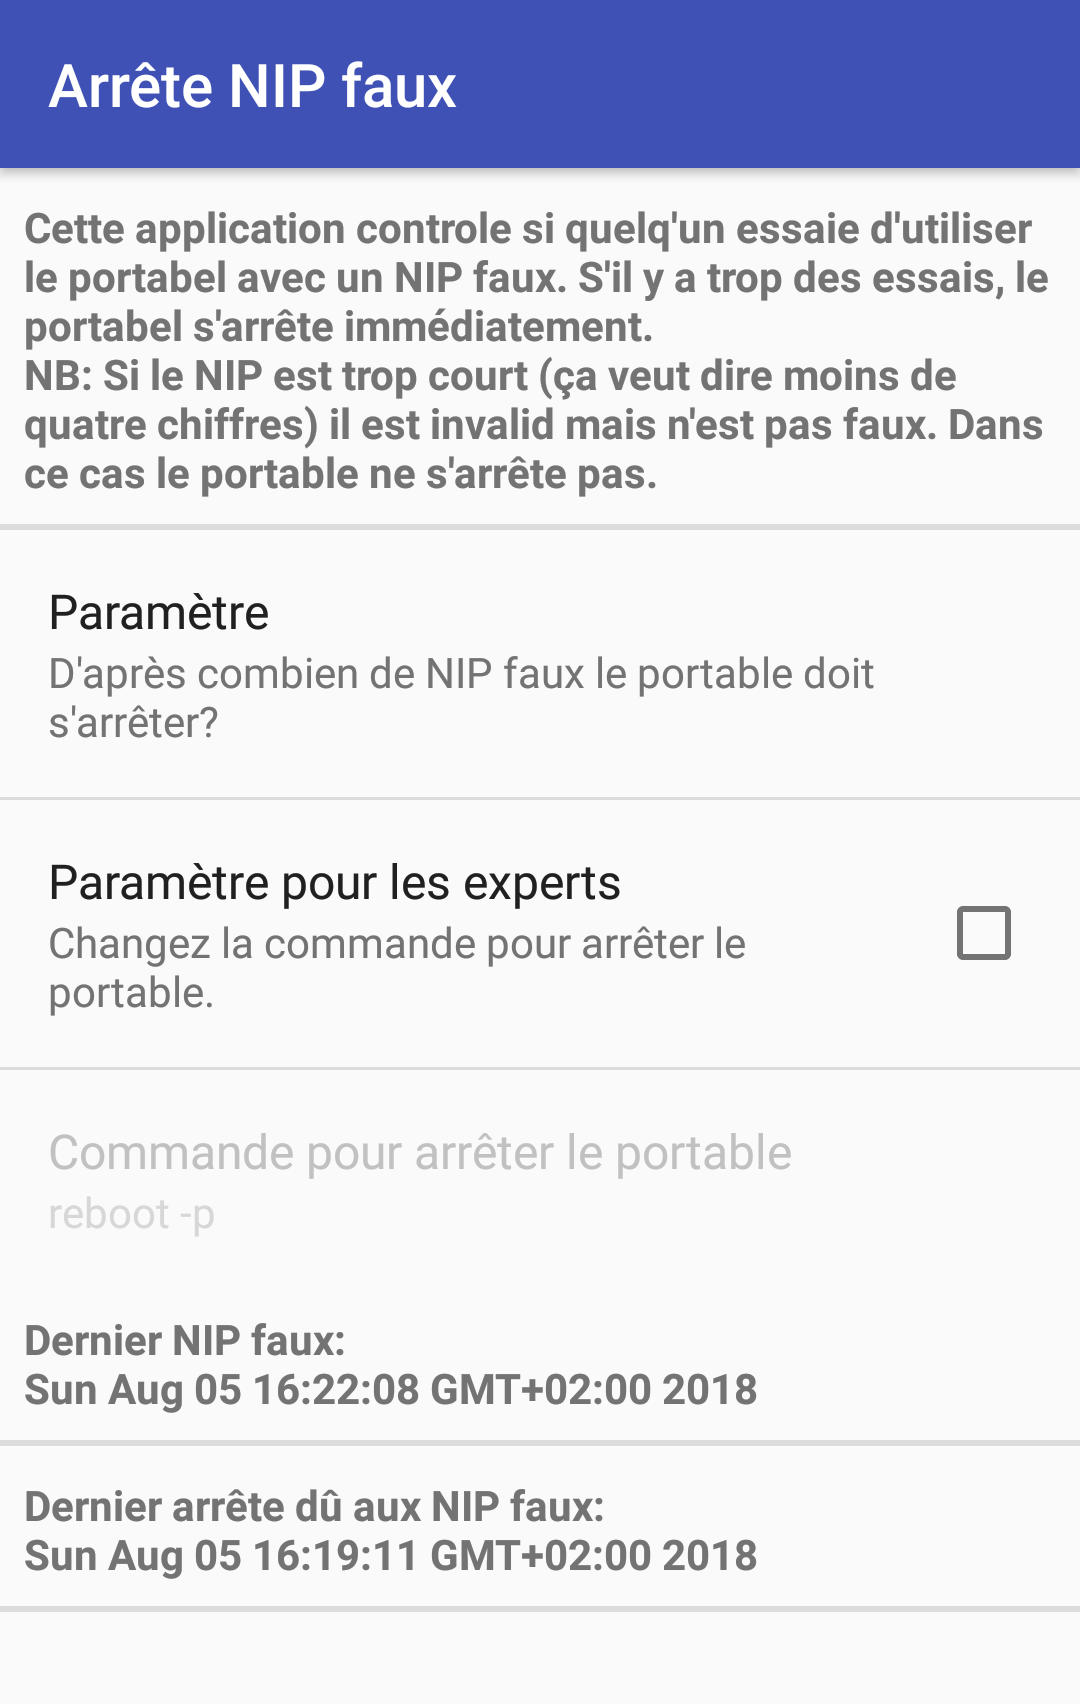 Arrête NIP faux
Cette application controle si quelq'un essaie d'utiliser
le portabel avec un NIP faux. S'il y a trop des essais, le
portabel s'arrête immédiatement.
NB: Si le NIP est trop court (ça veut dire moins de
quatre chiffres) il est invalid mais n'est pas faux. Dans
ce cas le portable ne s'arrête pas.
Paramètre
D'après combien de NIP faux le portable doit
s'arrêter?
Paramètre pour les experts
Changez la commande pour arrêter le
portable.
Commande pour arrêter le portable
reboot -p
Dernier NIP faux:
Sun Aug 05 16:22:08 GMT+02:00 2018
Dernier arrête dû aux NIP faux:
Sun Aug 05 16:19:11 GMT+02:00 2018